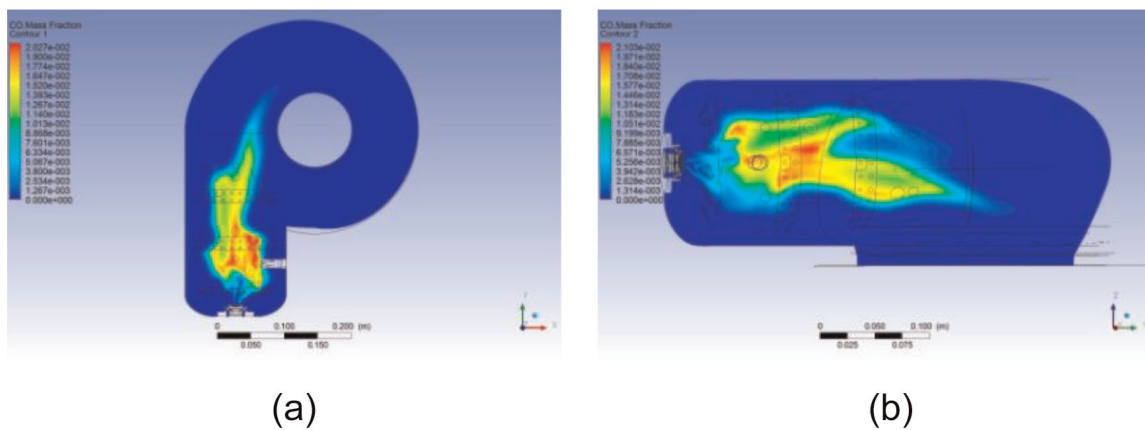 CO.Mass Fraction
Contour 1
2.027e-002
1.900e-002
1.774e-002
1.647e-002
1.520e-002
1.393e-002
1.267e-002
1.140e-002
1.013e-002
8.868e-003
7.601e-003
6.334e-003
5.067e-003
3.800e-003
2.534e-003
1.267e-003
0.000e+000
0 0.100 0.200 (m)
0.050 0.150
Y
Z X
(a)
CO.Mass Fraction
Contour 2
2.103e-002
1.971e-002
1.840e-002
1.708e-002
1.577e-002
1.446e-002
1.314e-002
1.183e-002
1.051e-002
9.199e-003
7.885e-003
6.571e-003
5.256e-003
3.942e-003
2.628e-003
1.314e-003
0.000e+000
0 0.050 0.100 (m)
0.025 0.075
Z
Y
(b)